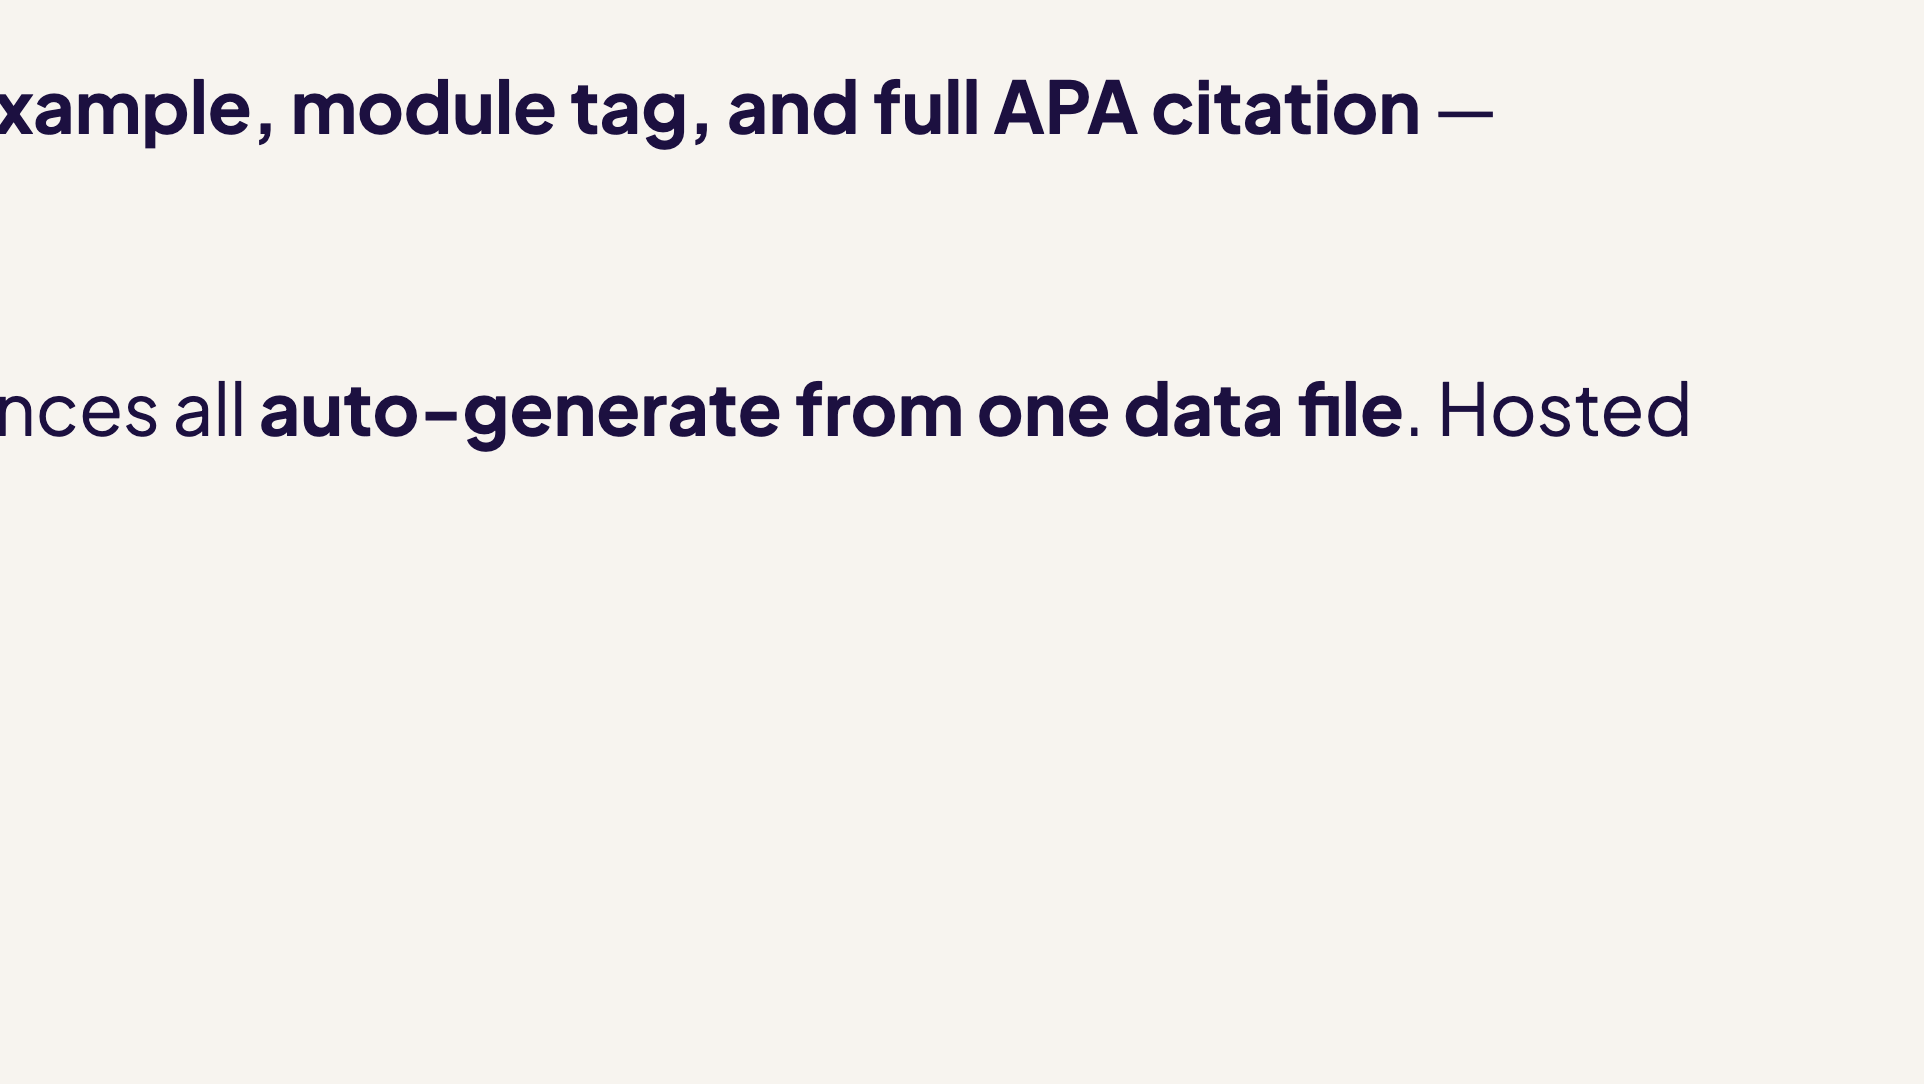 xample, module tag, and full APA citation —
nces all auto-generate from one data file. Hosted